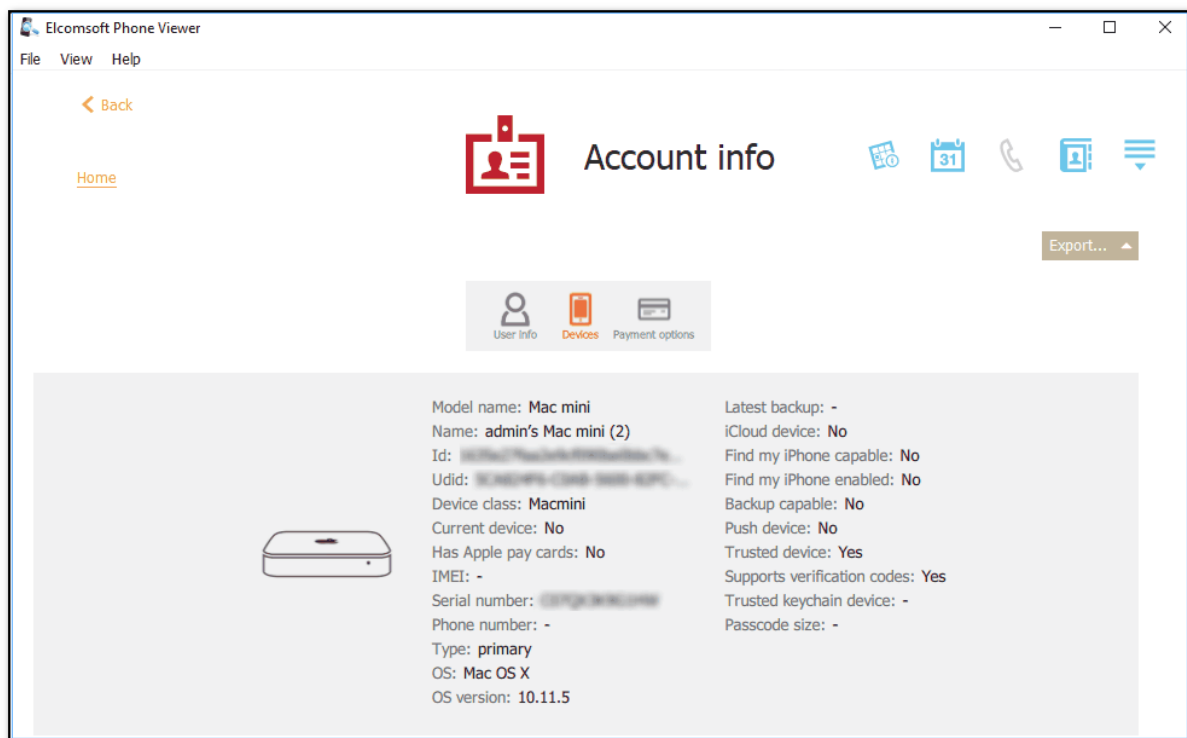 Elcomsoft Phone Viewer
File View Help
Back
Home
Account info
31
Export...
User info Devices Payment options
Model name: Mac mini
Name: admin's Mac mini (2)
Id:
Udid:
Device class: Macmini
Current device: No
Has Apple pay cards: No
IMEI: -
Serial number:
Phone number: -
Type: primary
OS: Mac OS X
OS version: 10.11.5
Latest backup: -
iCloud device: No
Find my iPhone capable: No
Find my iPhone enabled: No
Backup capable: No
Push device: No
Trusted device: Yes
Supports verification codes: Yes
Trusted keychain device: -
Passcode size: -